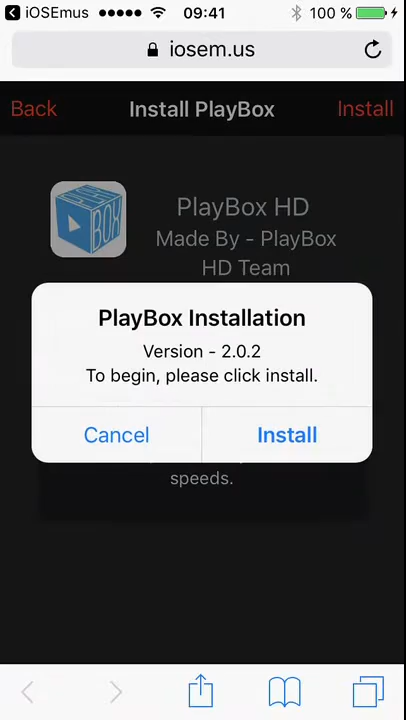 iOSEmus
09:41
100 %
iosem.us
Back
Install PlayBox
Install
BOX
PlayBox HD
Made By - PlayBox
HD Team
PlayBox Installation
Version - 2.0.2
To begin, please click install.
Cancel
Install
speeds.